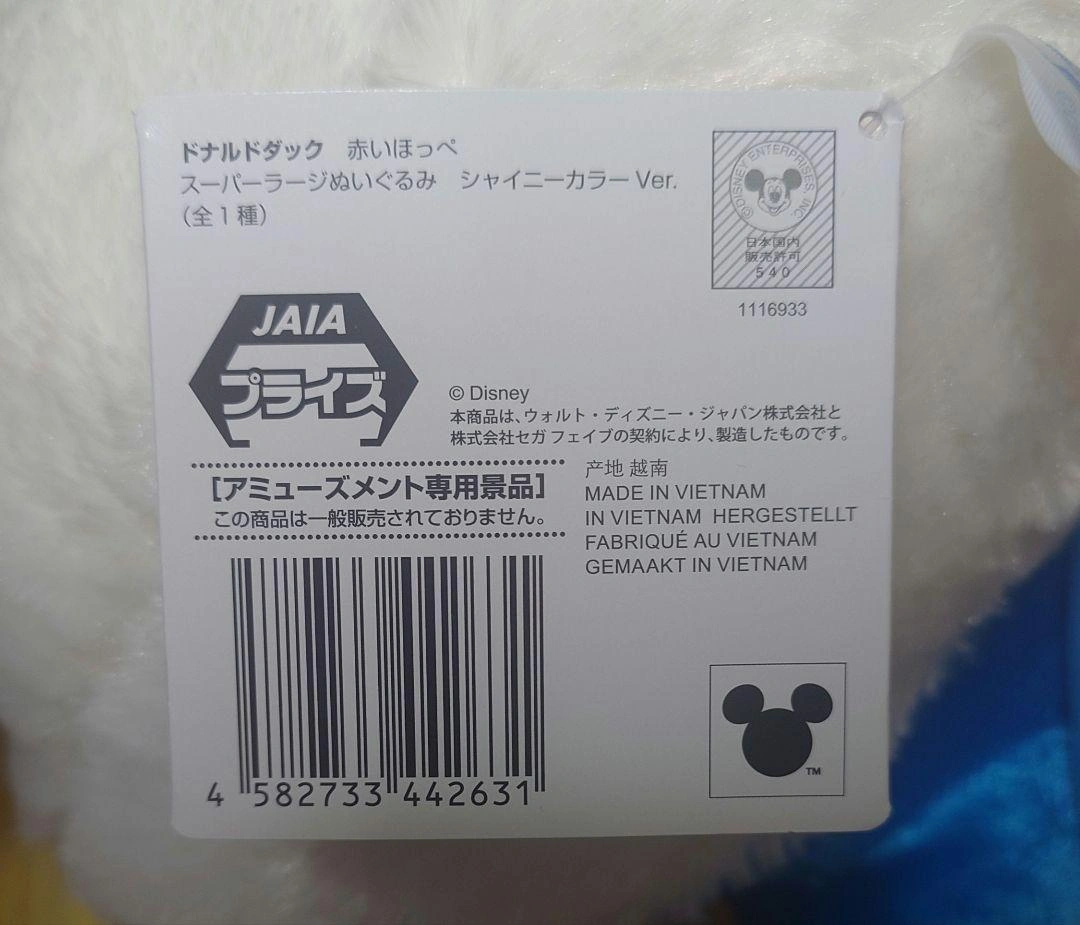 ドナルドダック　赤いほっぺ
スーパーラージぬいぐるみ　シャイニーカラー Ver.
（全1種）
©DISNEY ENTERPRISES, INC.
日本国内
販売許可
540
1116933
JAIA
プライズ
© Disney
本商品は、ウォルト・ディズニー・ジャパン株式会社と
株式会社セガ フェイブの契約により、製造したものです。
[アミューズメント専用景品]
この商品は一般販売されておりません。
产地 越南
MADE IN VIETNAM
IN VIETNAM HERGESTELLT
FABRIQUÉ AU VIETNAM
GEMAAKT IN VIETNAM
4 582733 442631
TM